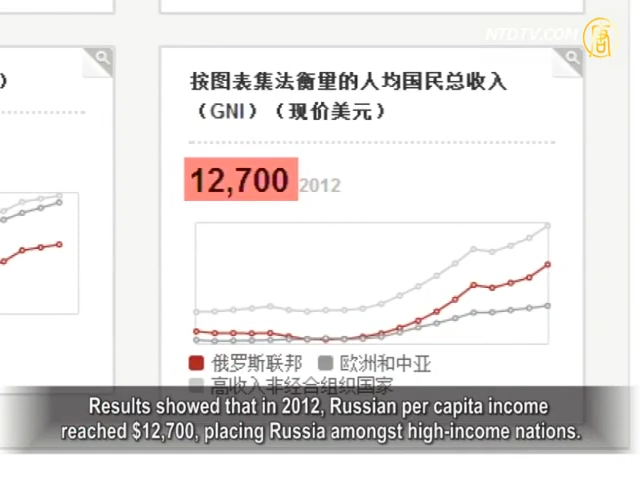 NTDTV.COM
)
按图表集法衡量的人均国民总收入
（GNI）（现价美元）
12,700 2012
俄罗斯联邦 欧洲和中亚
高收入非经合组织国家
Results showed that in 2012, Russian per capita income
reached $12,700, placing Russia amongst high-income nations.